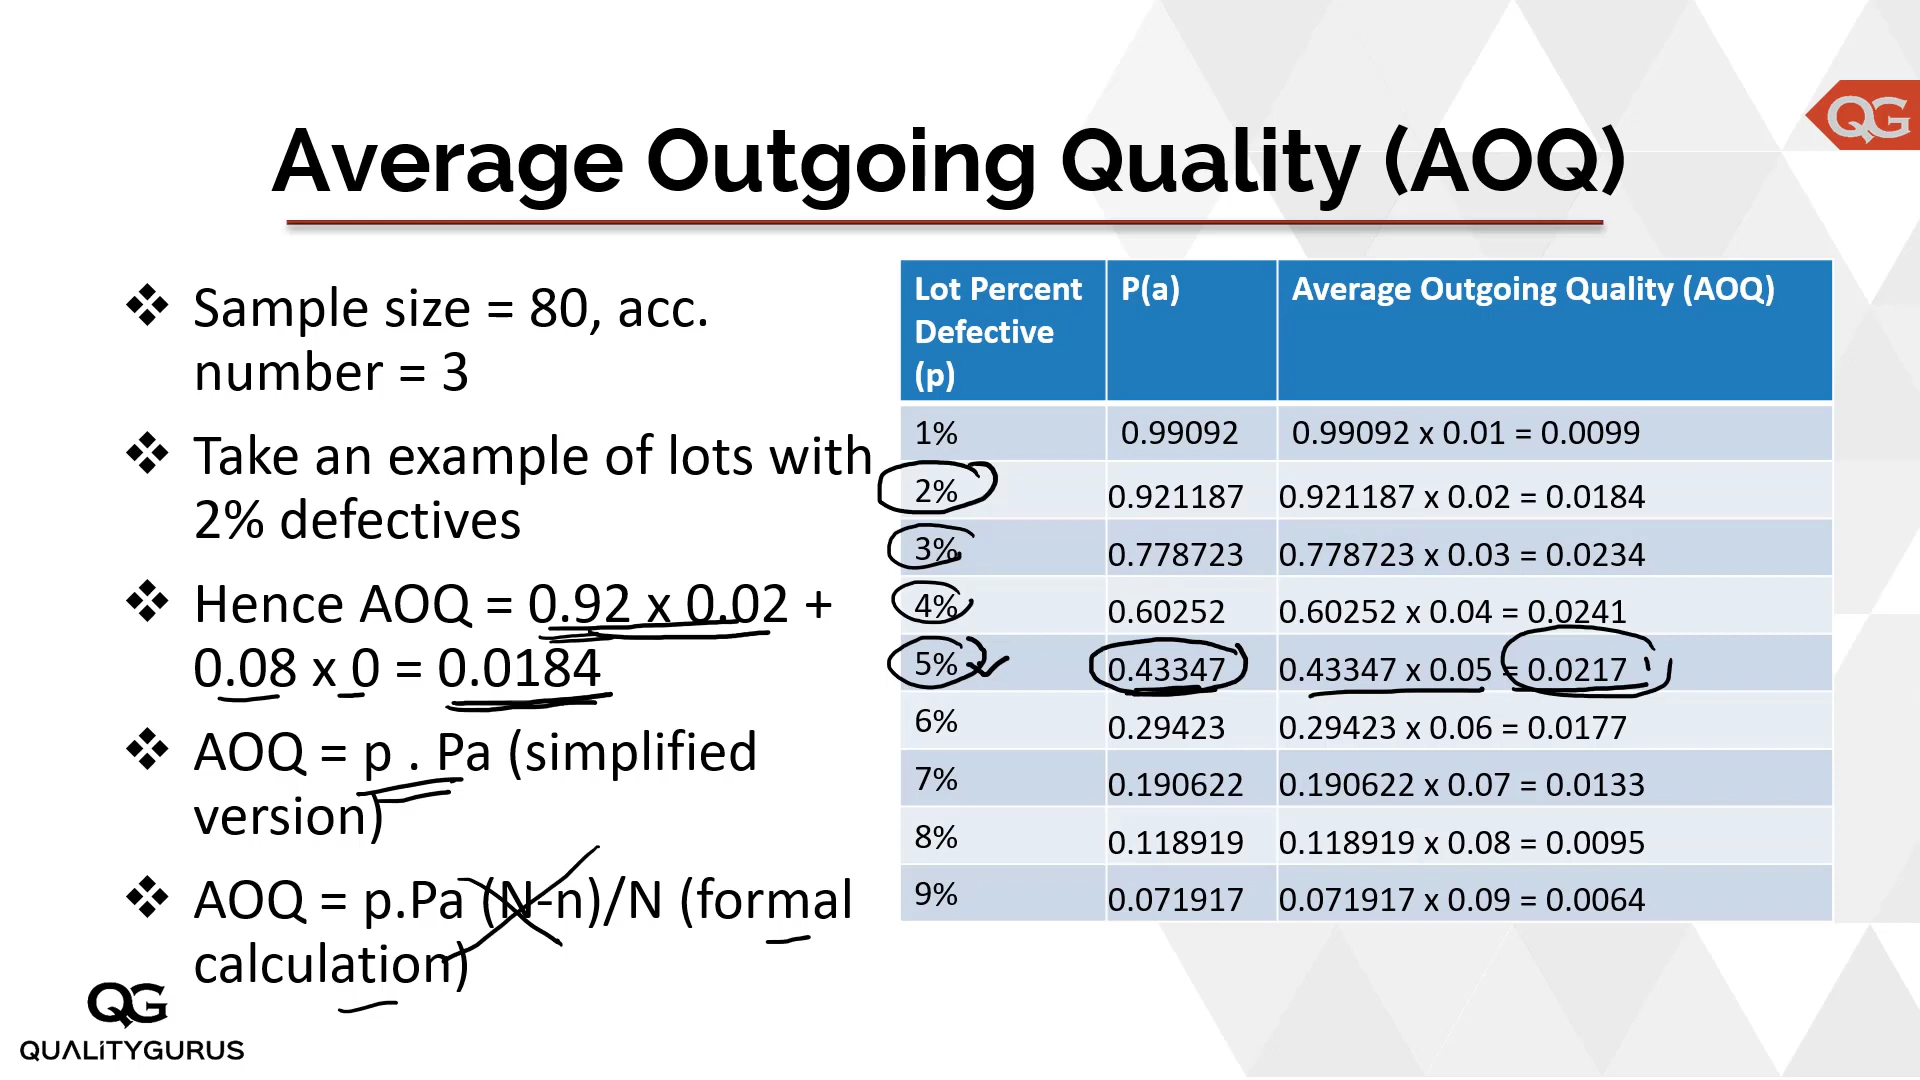 Average Outgoing Quality (AOQ)
QG
❖ Sample size = 80, acc.
number = 3
❖ Take an example of lots with
2% defectives
❖ Hence AOQ = 0.92 x 0.02 +
0.08 x 0 = 0.0184
❖ AOQ = p . Pa (simplified
version)
❖ AOQ = p.Pa (N-n)/N (formal
calculation)
Lot Percent Defective (p) P(a) Average Outgoing Quality (AOQ)
1% 0.99092 0.99092 x 0.01 = 0.0099
2% 0.921187 0.921187 x 0.02 = 0.0184
3% 0.778723 0.778723 x 0.03 = 0.0234
4% 0.60252 0.60252 x 0.04 = 0.0241
5% 0.43347 0.43347 x 0.05 = 0.0217
6% 0.29423 0.29423 x 0.06 = 0.0177
7% 0.190622 0.190622 x 0.07 = 0.0133
8% 0.118919 0.118919 x 0.08 = 0.0095
9% 0.071917 0.071917 x 0.09 = 0.0064
QG
QUALITYGURUS